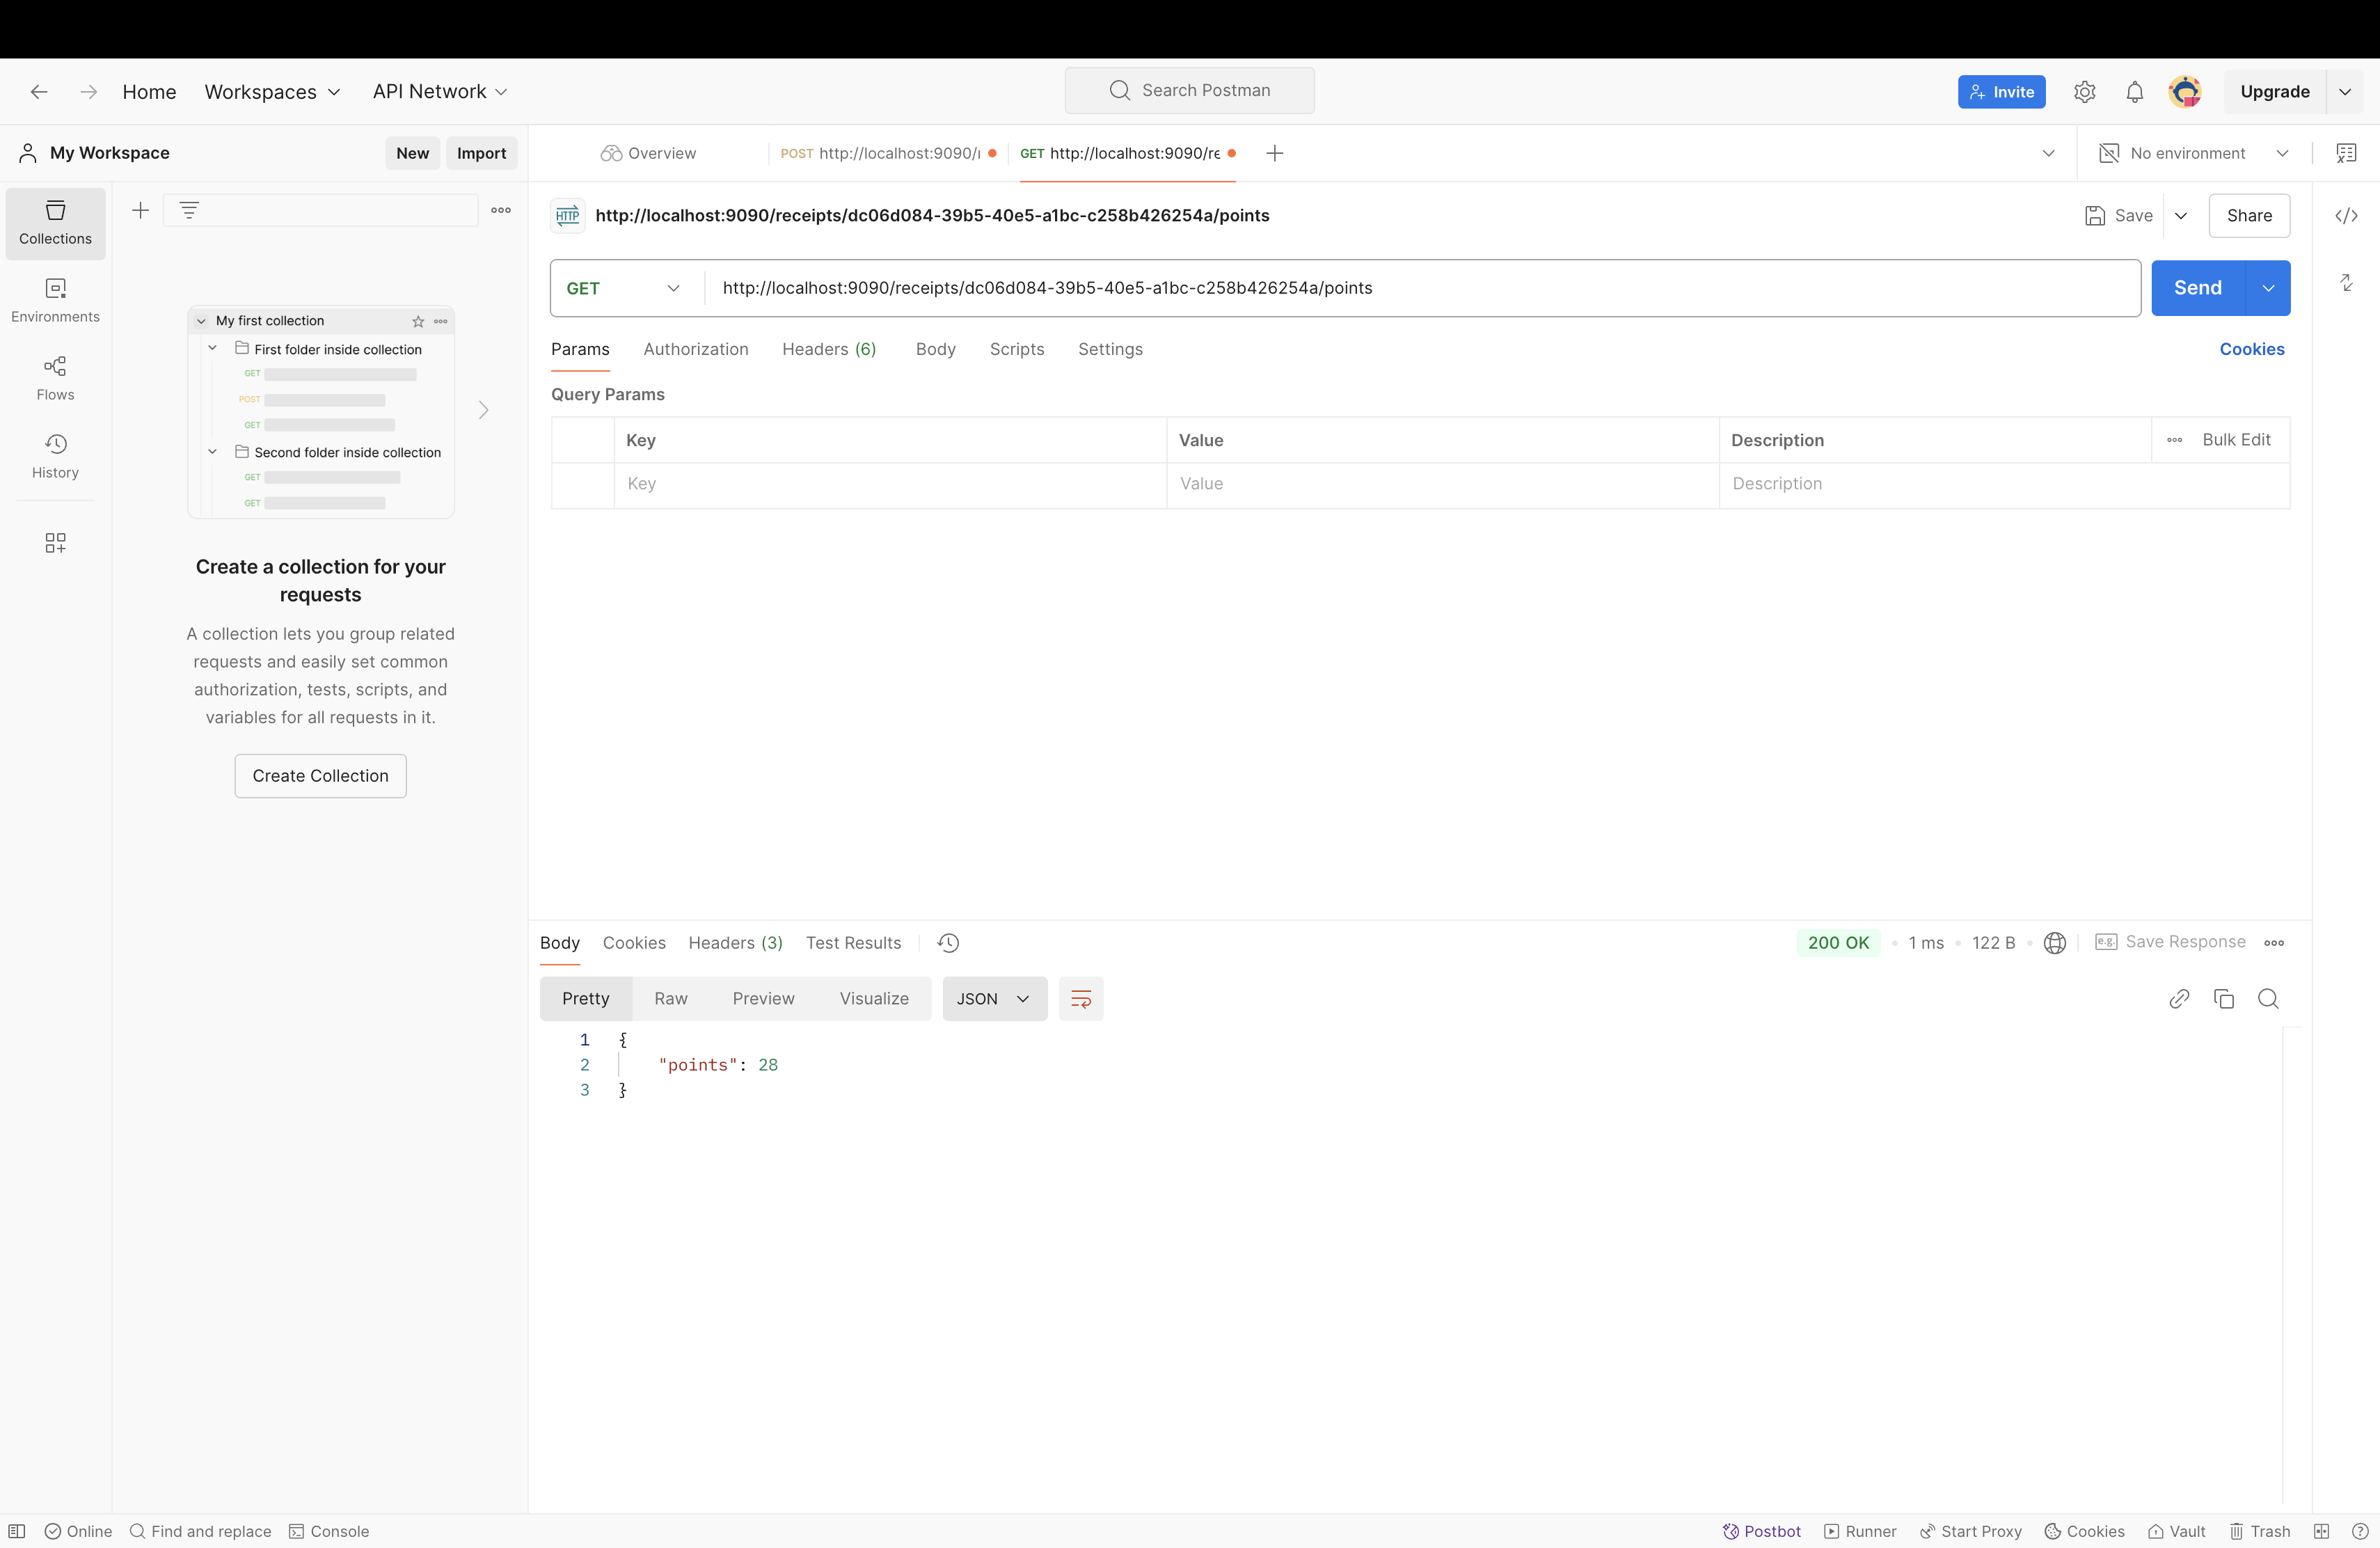 Home Workspaces API Network Search Postman Invite Upgrade
My Workspace New Import Overview POST http://localhost:9090/r GET http://localhost:9090/re No environment
Collections
Environments
Flows
History
My first collection
First folder inside collection
GET
POST
GET
Second folder inside collection
GET
GET
Create a collection for your
requests
A collection lets you group related
requests and easily set common
authorization, tests, scripts, and
variables for all requests in it.
Create Collection
HTTP http://localhost:9090/receipts/dc06d084-39b5-40e5-a1bc-c258b426254a/points Save Share
GET http://localhost:9090/receipts/dc06d084-39b5-40e5-a1bc-c258b426254a/points Send
Params Authorization Headers (6) Body Scripts Settings Cookies
Query Params
Key Value Description Bulk Edit
Key Value Description
Body Cookies Headers (3) Test Results 200 OK 1 ms 122 B e.g. Save Response
Pretty Raw Preview Visualize JSON
1 {
2 "points": 28
3 }
Online Find and replace Console Postbot Runner Start Proxy Cookies Vault Trash